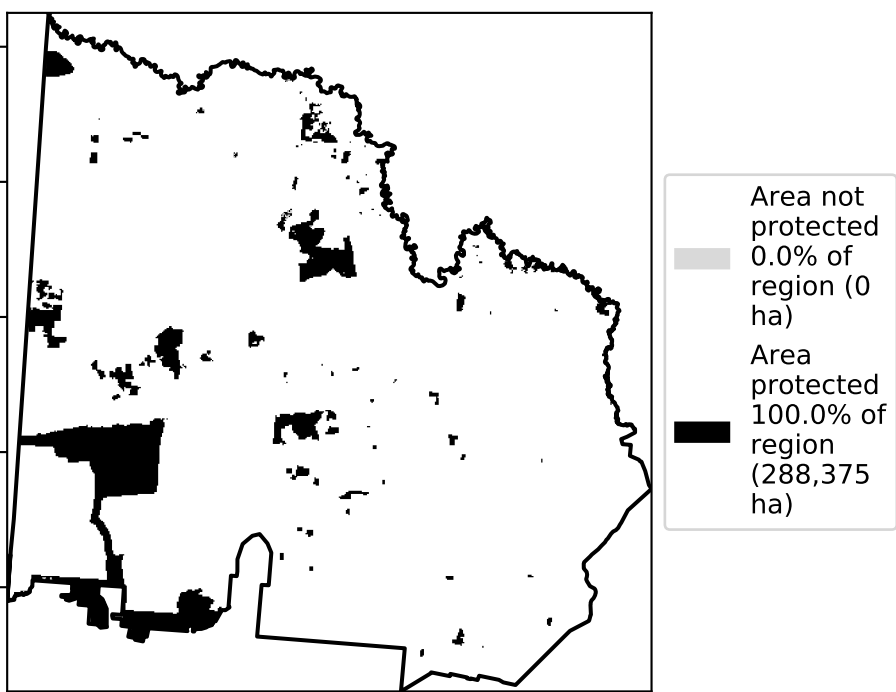 Area not
protected
0.0% of
region (0
ha)
Area
protected
100.0% of
region
(288,375
ha)